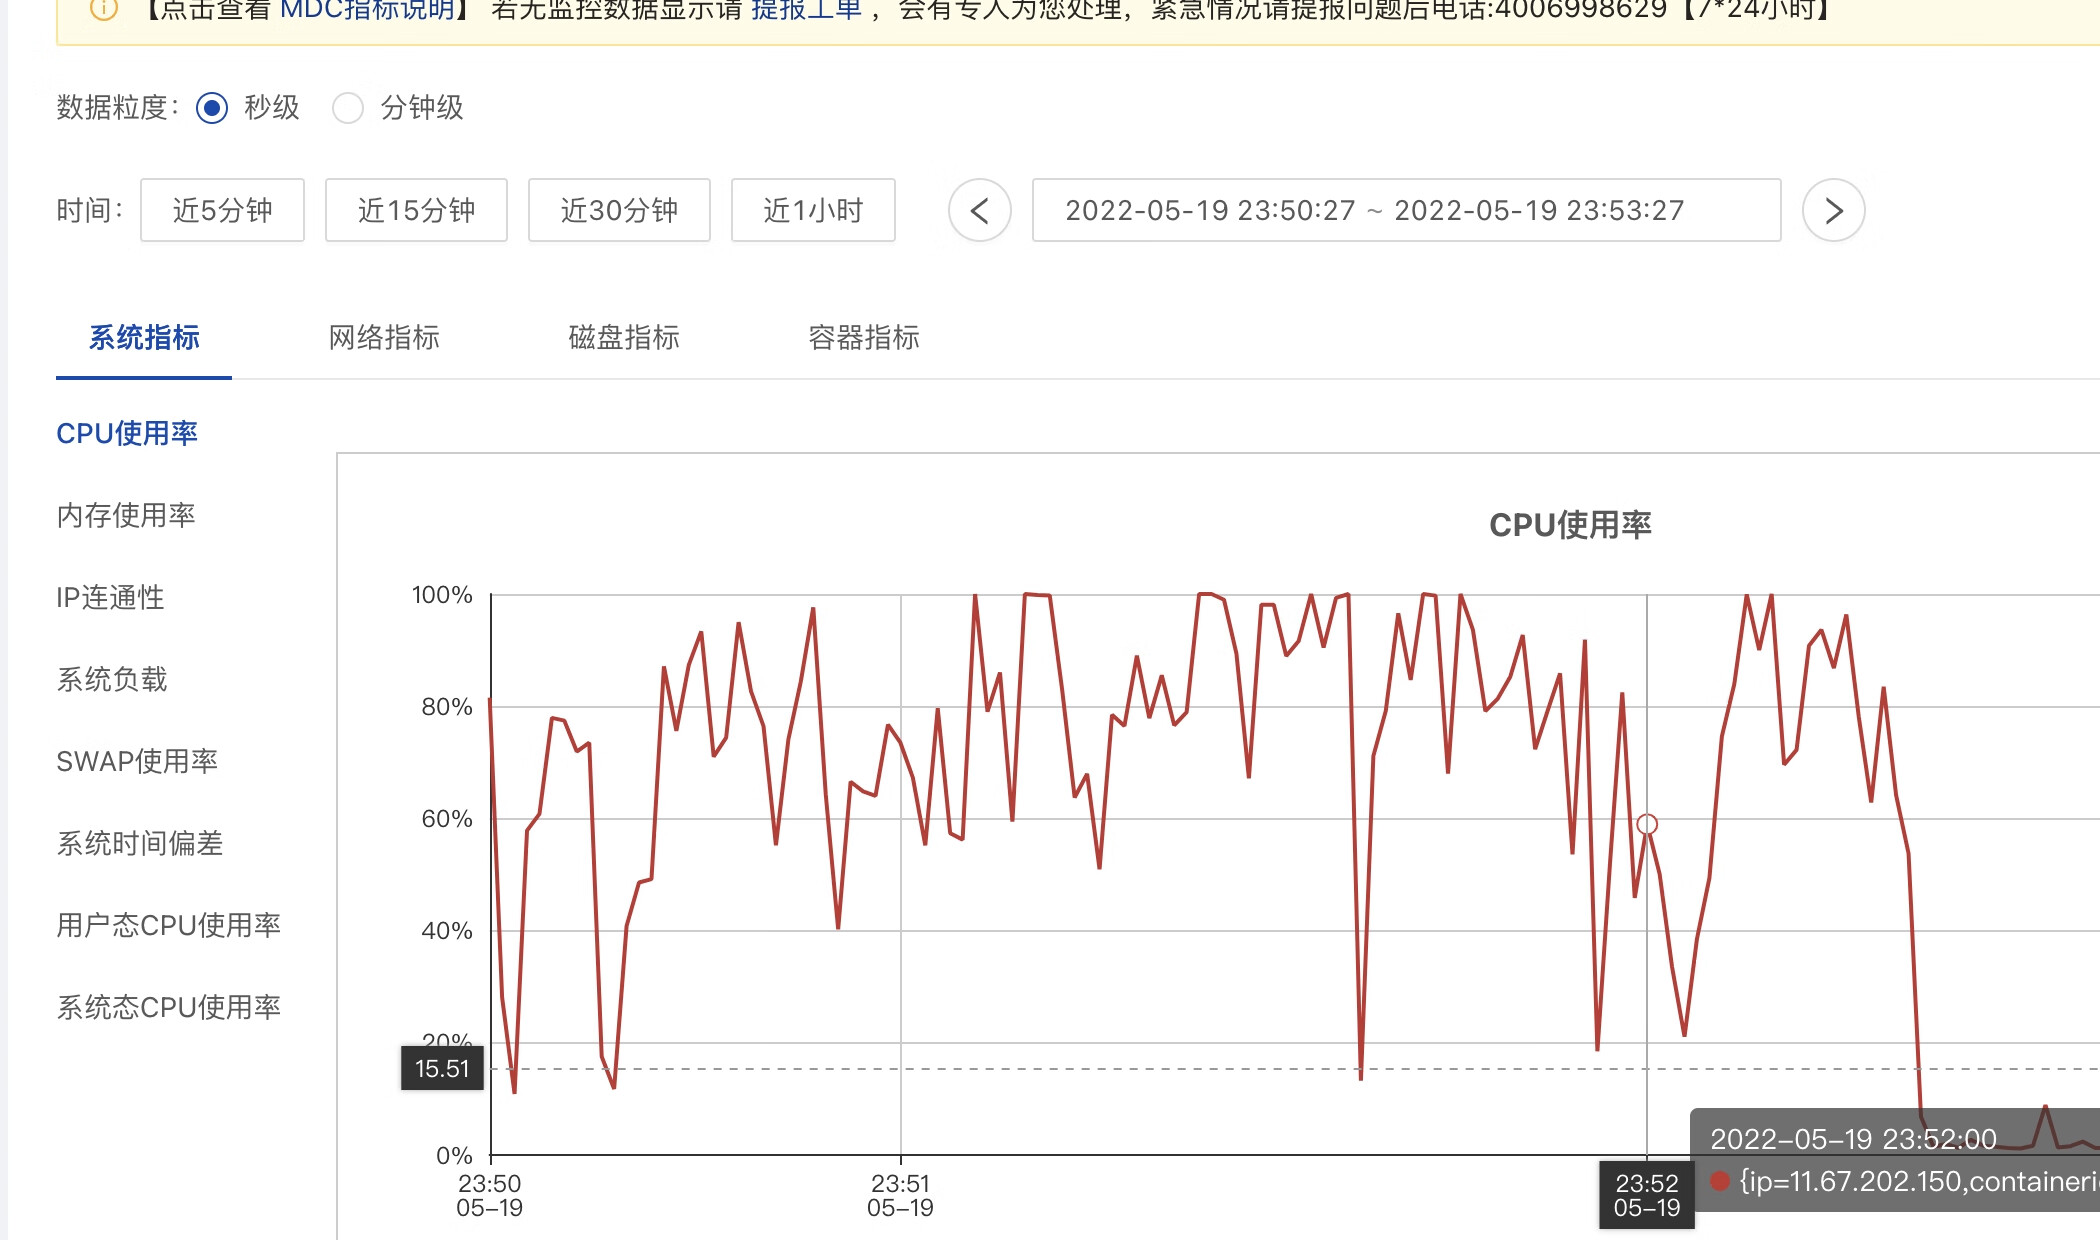 【点击查看 MDC指标说明】 若无监控数据显示请 提报工单 ，会有专人为您处理，紧急情况请提报问题后电话:4006998629【7*24小时】
数据粒度： 秒级 分钟级
时间： 近5分钟 近15分钟 近30分钟 近1小时 2022-05-19 23:50:27 ~ 2022-05-19 23:53:27
系统指标 网络指标 磁盘指标 容器指标
CPU使用率
内存使用率
IP连通性
系统负载
SWAP使用率
系统时间偏差
用户态CPU使用率
系统态CPU使用率
CPU使用率
100%
80%
60%
40%
20%
15.51
0%
23:50
05-19
23:51
05-19
23:52
05-19
2022-05-19 23:52:00
{ip=11.67.202.150,containeri